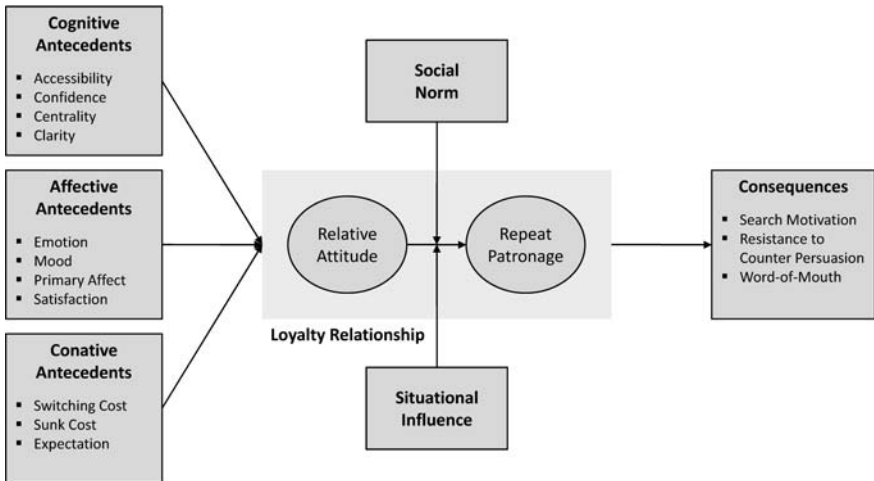 Cognitive
Antecedents
▪ Accessibility
▪ Confidence
▪ Centrality
▪ Clarity
Affective
Antecedents
▪ Emotion
▪ Mood
▪ Primary Affect
▪ Satisfaction
Conative
Antecedents
▪ Switching Cost
▪ Sunk Cost
▪ Expectation
Social
Norm
Relative
Attitude
Repeat
Patronage
Loyalty Relationship
Situational
Influence
Consequences
▪ Search Motivation
▪ Resistance to
Counter Persuasion
▪ Word-of-Mouth